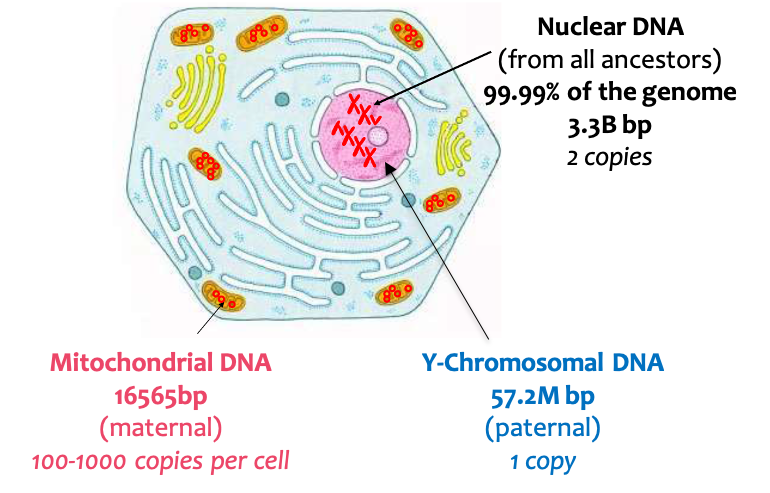 Nuclear DNA
(from all ancestors)
99.99% of the genome
3.3B bp
2 copies
Mitochondrial DNA
16565bp
(maternal)
100-1000 copies per cell
Y-Chromosomal DNA
57.2M bp
(paternal)
1 copy